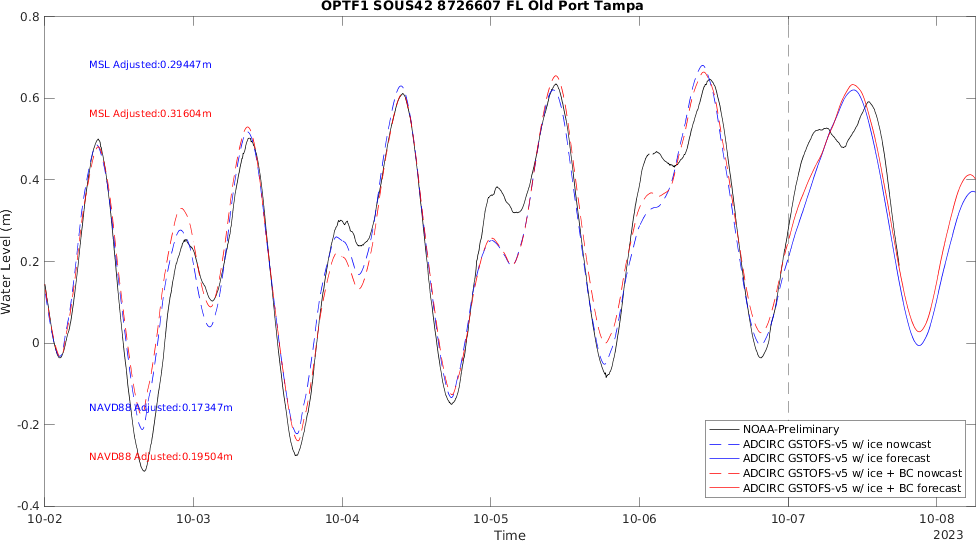 OPTF1 SOUS42 8726607 FL Old Port Tampa
0.8
0.6
0.4
0.2
0
-0.2
-0.4
Water Level (m)
MSL Adjusted:0.29447m
MSL Adjusted:0.31604m
NAVD88 Adjusted:0.17347m
NAVD88 Adjusted:0.19504m
NOAA-Preliminary
ADCIRC GSTOFS-v5 w/ ice nowcast
ADCIRC GSTOFS-v5 w/ ice forecast
ADCIRC GSTOFS-v5 w/ ice + BC nowcast
ADCIRC GSTOFS-v5 w/ ice + BC forecast
10-02 10-03 10-04 10-05 10-06 10-07 10-08
Time
2023